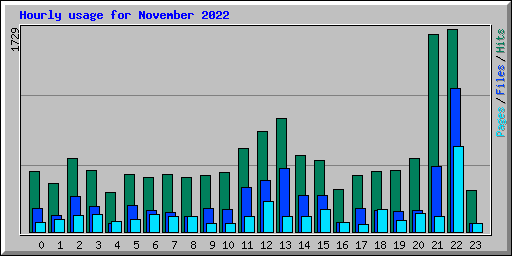 Hourly usage for November 2022
1729
Pages/Files/Hits
0 1 2 3 4 5 6 7 8 9 10 11 12 13 14 15 16 17 18 19 20 21 22 23